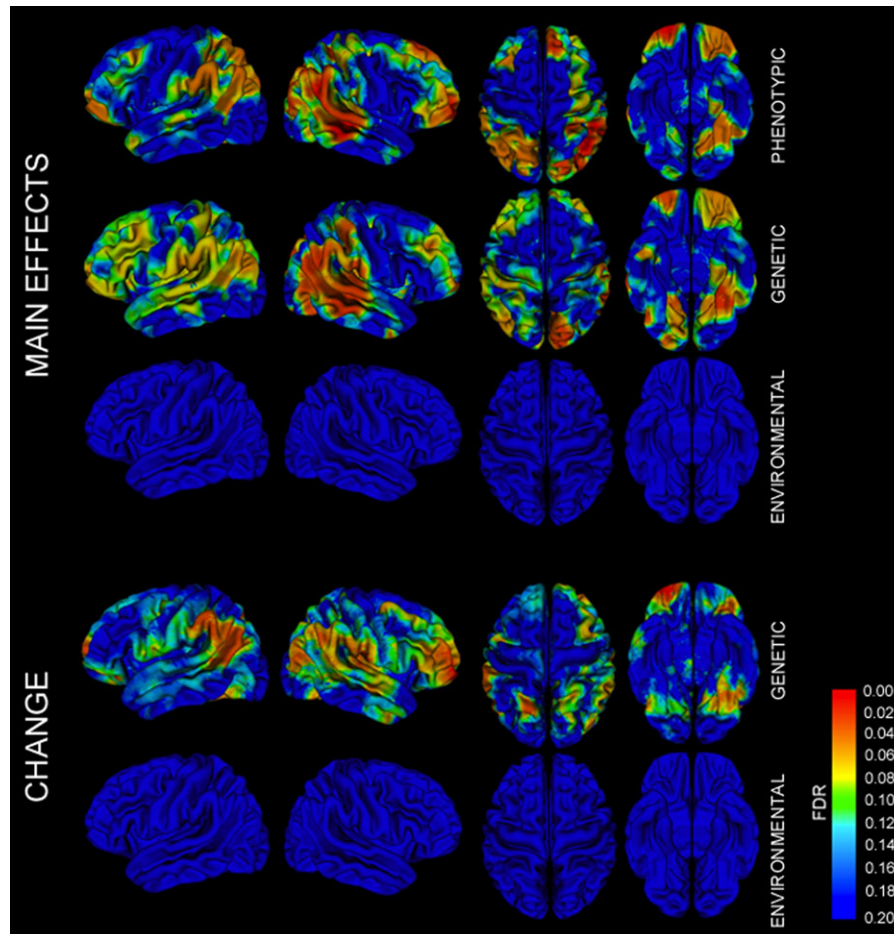 MAIN EFFECTS
PHENOTYPIC
GENETIC
ENVIRONMENTAL
CHANGE
GENETIC
ENVIRONMENTAL
FDR
0.00
0.02
0.04
0.06
0.08
0.10
0.12
0.14
0.16
0.18
0.20